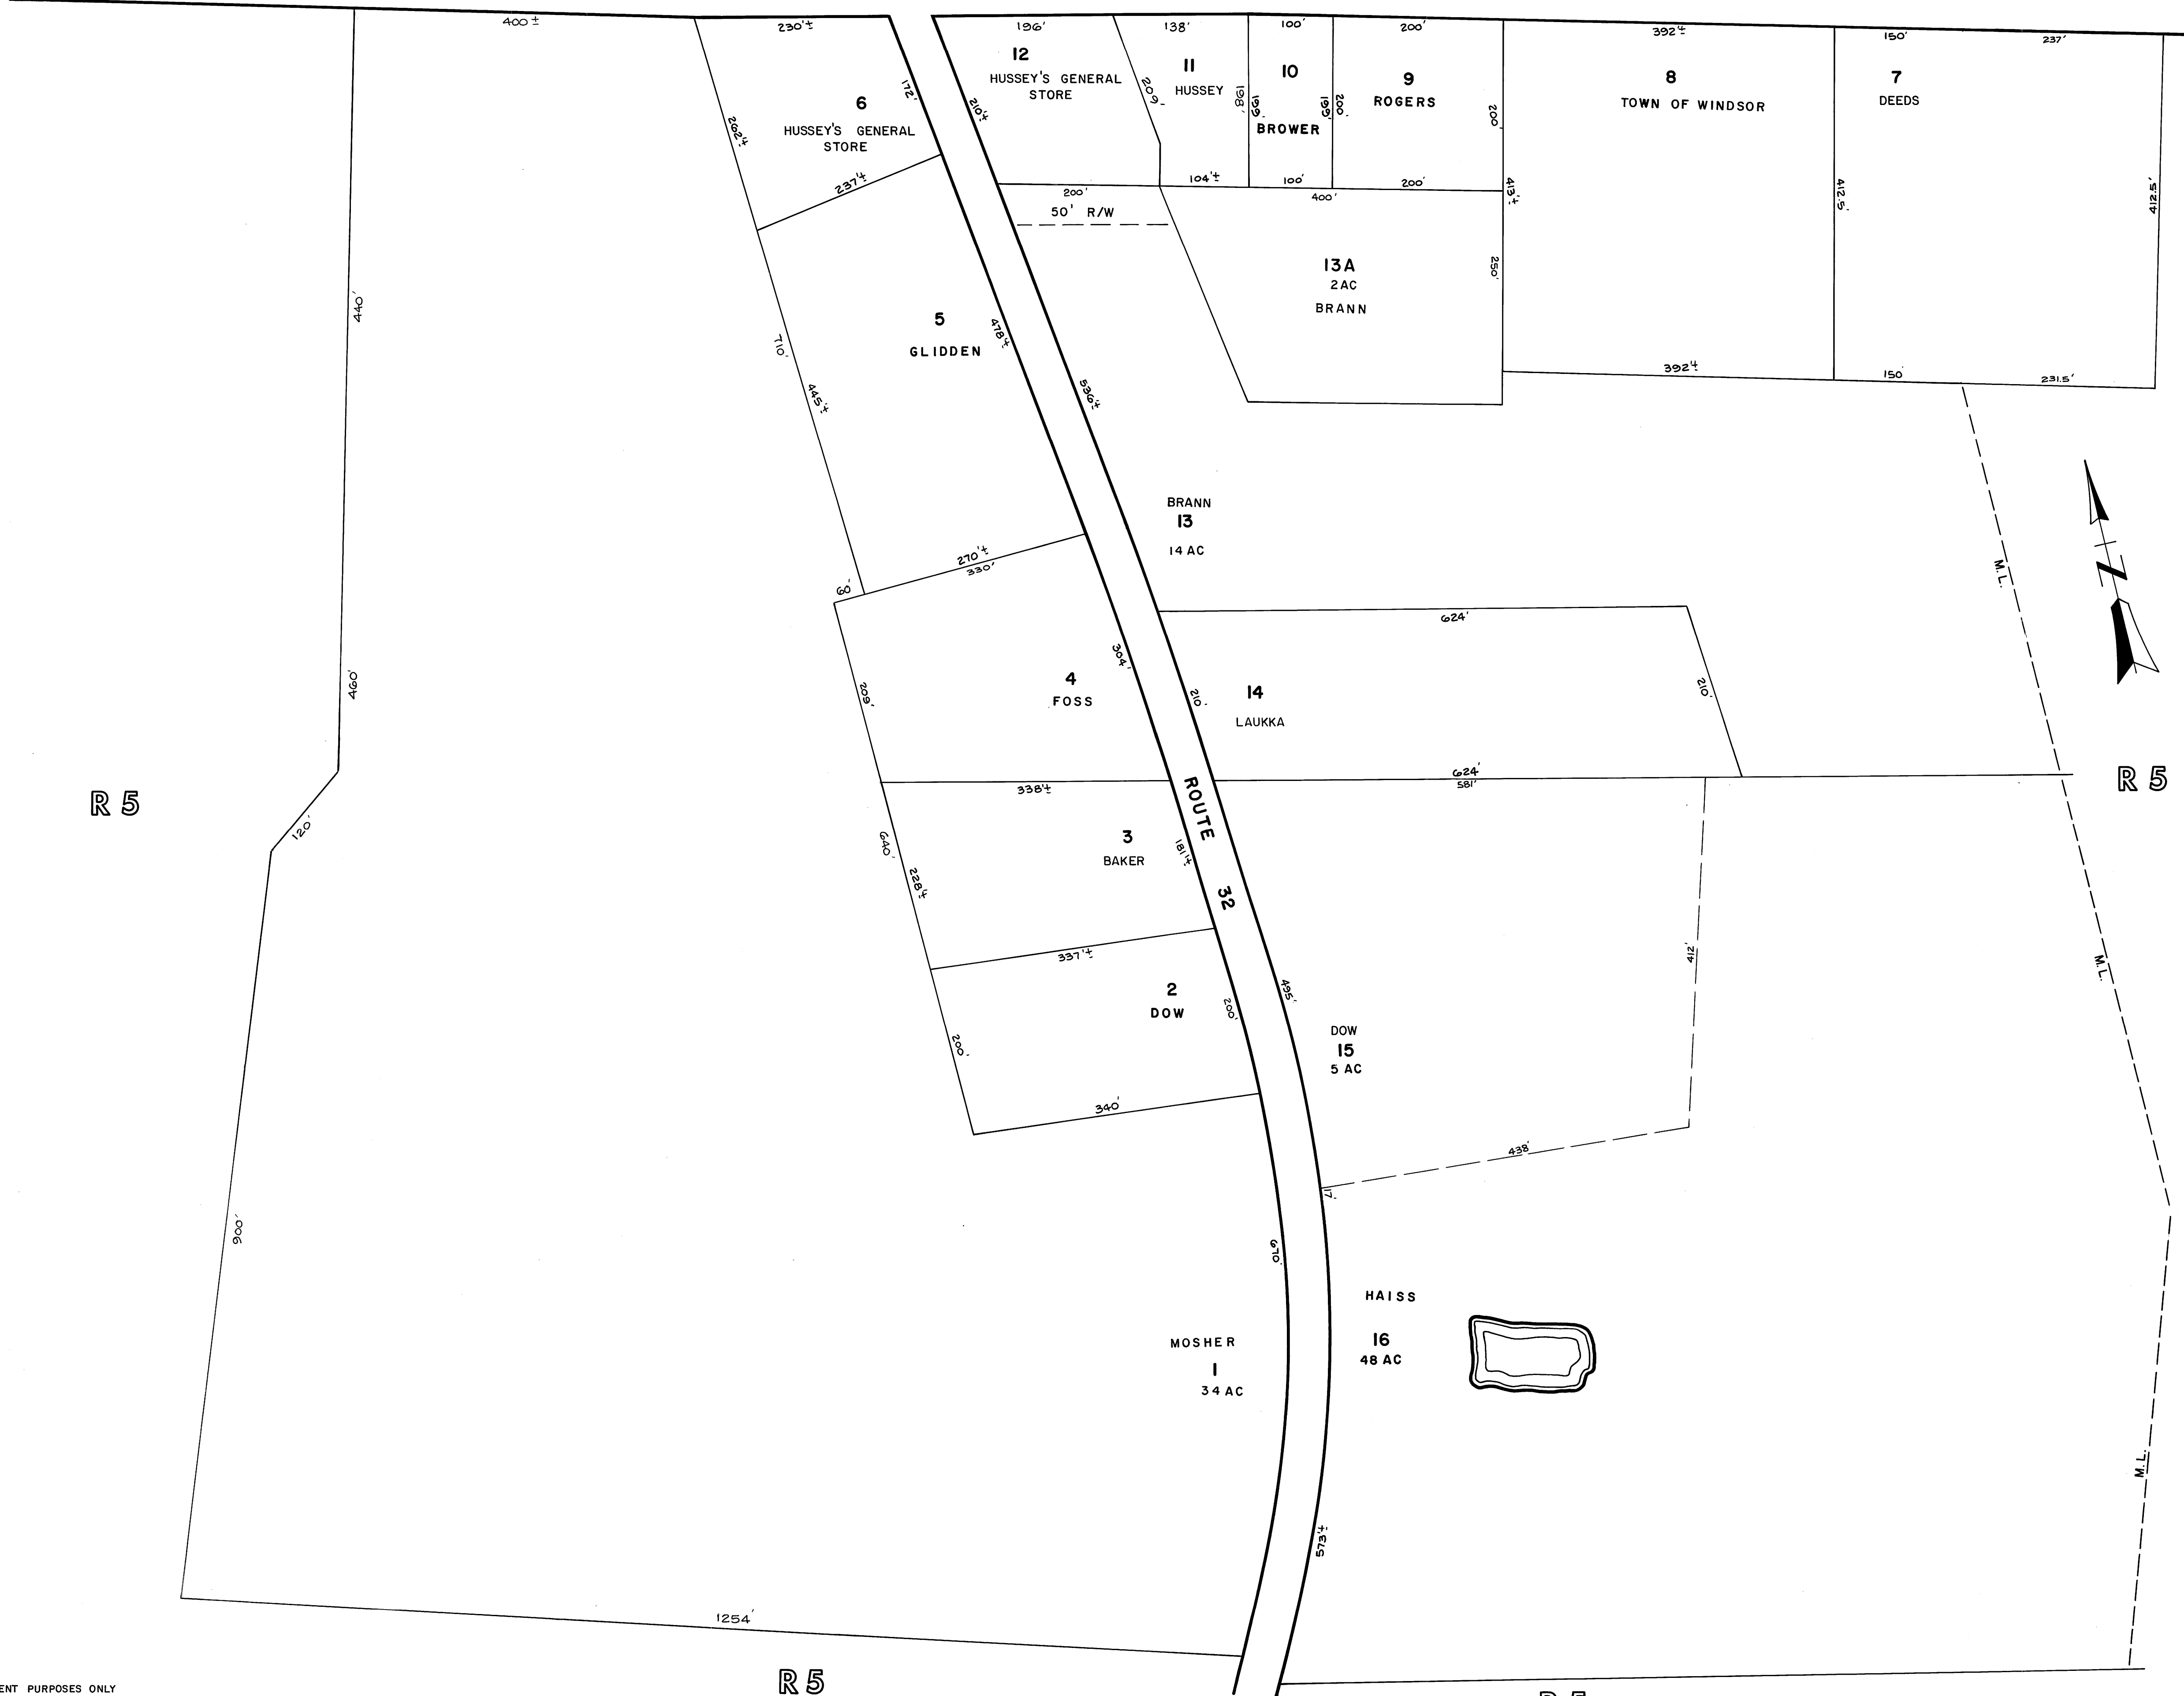 400 ±
230'±
196'
138'
100'
200'
392'±
150'
237'
6
HUSSEY'S GENERAL
STORE
172'
262'±
237'±
12
HUSSEY'S GENERAL
STORE
210'±
209'
11
HUSSEY
198'
10
BROWER
199'
199'
9
ROGERS
200'
200'
8
TOWN OF WINDSOR
7
DEEDS
413'±
412.5'
412.5'
200'
104'±
100'
200'
400'
50' R/W
13A
2 AC
BRANN
250'
392'±
150'
231.5'
440'
5
GLIDDEN
478'±
710'
445'±
536'±
270'±
330'
60'
BRANN
13
14 AC
M. L.
460'
4
FOSS
304'
209'
624'
14
LAUKKA
210'
210'
624'
581'
R 5
R 5
120'
338'±
ROUTE 32
3
BAKER
181'±
640'
228'±
337'±
2
DOW
200'
200'
340'
495'
DOW
15
5 AC
412'
438'
17'
M. L.
900'
670'
MOSHER
1
34 AC
HAISS
16
48 AC
573'±
M. L.
1254'
R 5
ENT PURPOSES ONLY
N